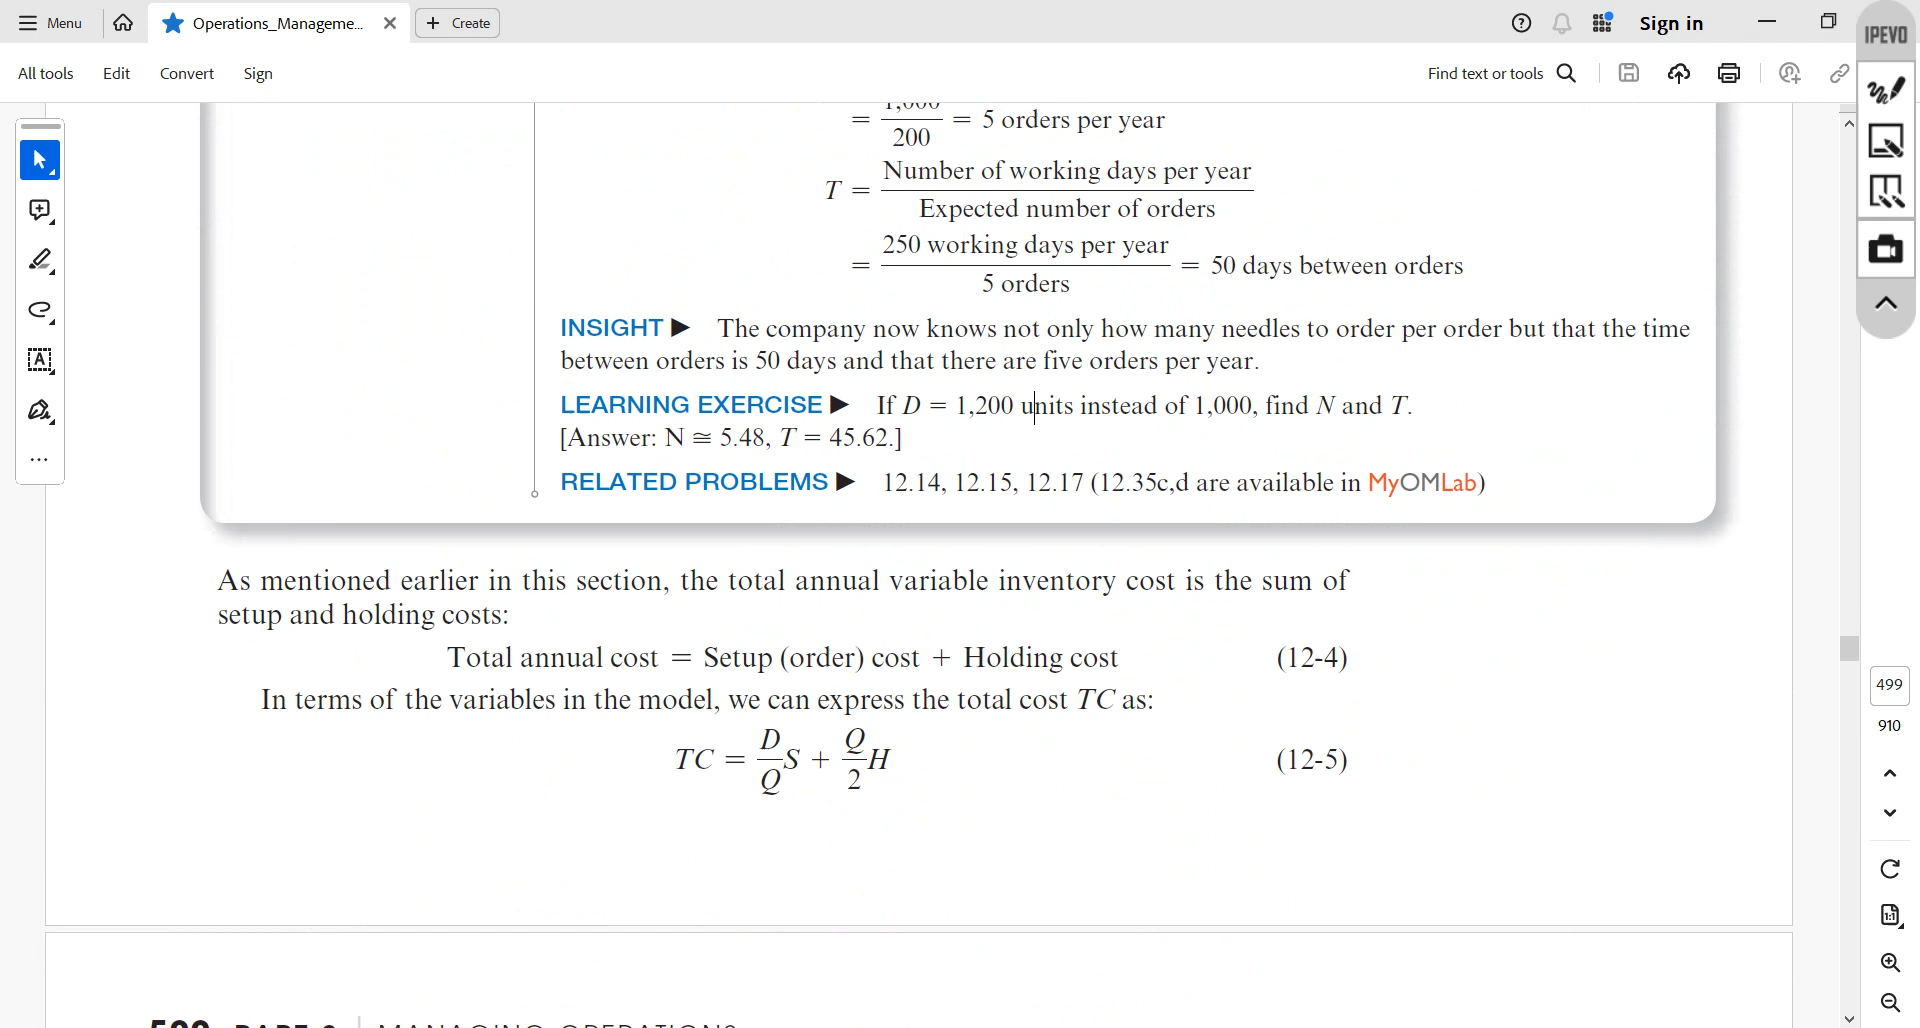 Menu
Operations_Manageme...
Create
Sign in
IPEVO
All tools Edit Convert Sign
Find text or tools
= 1,000/200 = 5 orders per year
T = Number of working days per year / Expected number of orders
= 250 working days per year / 5 orders = 50 days between orders
INSIGHT ▶ The company now knows not only how many needles to order per order but that the time
between orders is 50 days and that there are five orders per year.
LEARNING EXERCISE ▶ If D = 1,200 units instead of 1,000, find N and T.
[Answer: N ≅ 5.48, T = 45.62.]
RELATED PROBLEMS ▶ 12.14, 12.15, 12.17 (12.35c,d are available in MyOMLab)
As mentioned earlier in this section, the total annual variable inventory cost is the sum of
setup and holding costs:
Total annual cost = Setup (order) cost + Holding cost (12-4)
In terms of the variables in the model, we can express the total cost TC as:
TC = D/Q S + Q/2 H (12-5)
499
910